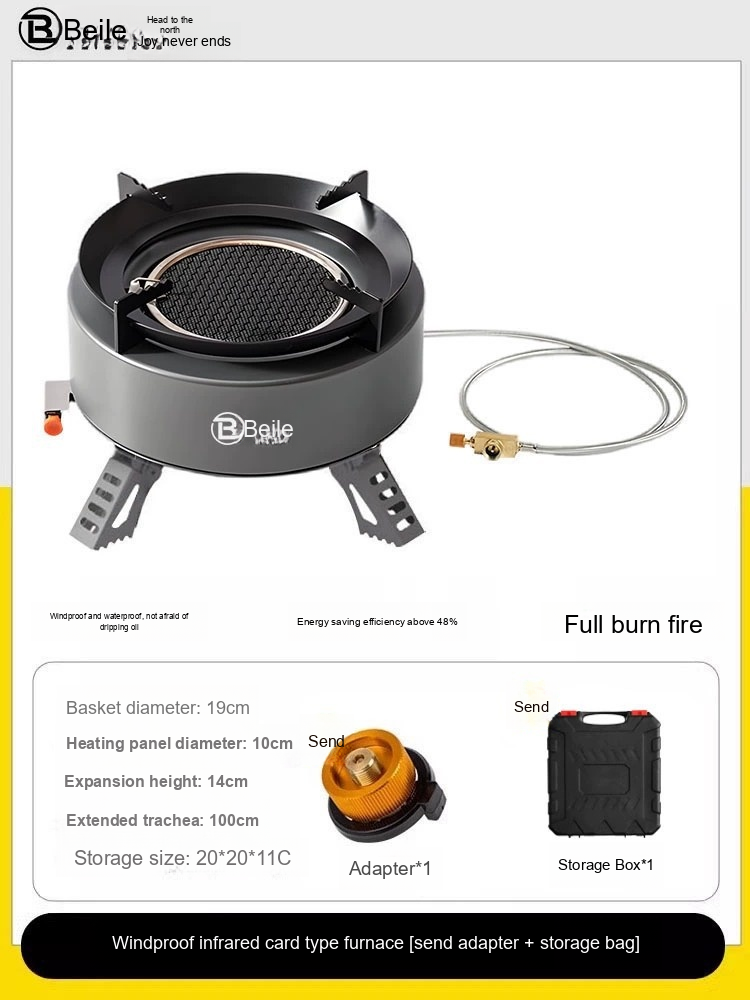 Beile
Head to the
north
Joy never ends
Beile
Windproof and waterproof, not afraid of
dripping oil
Energy saving efficiency above 48%
Full burn fire
Basket diameter: 19cm
Heating panel diameter: 10cm
Expansion height: 14cm
Extended trachea: 100cm
Storage size: 20*20*11C
Send
Adapter*1
Send
Storage Box*1
Windproof infrared card type furnace [send adapter + storage bag]